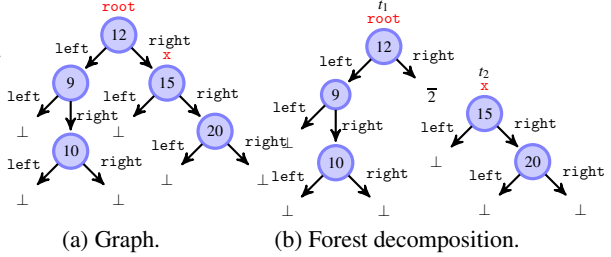 root
12
left right
x
9 15
left right left right
⊥ 10 ⊥ 20
left right left right
⊥ ⊥ ⊥ ⊥
(a) Graph.
t₁
root
12
left right
9 2̅
left right
⊥ 10
left right
⊥ ⊥
t₂
x
15
left right
⊥ 20
left right
⊥ ⊥
(b) Forest decomposition.